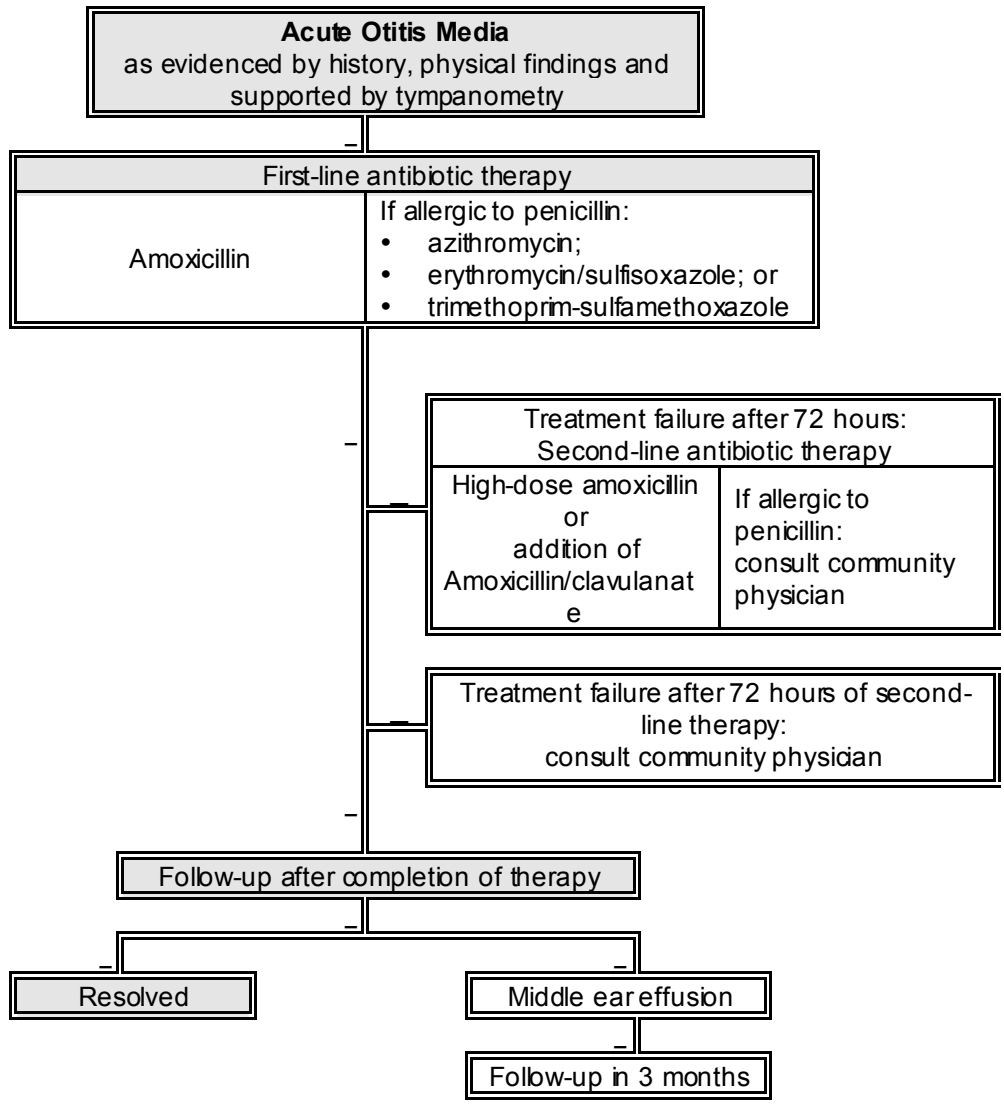 Acute Otitis Media
as evidenced by history, physical findings and
supported by tympanometry
First-line antibiotic therapy
Amoxicillin
If allergic to penicillin:
• azithromycin;
• erythromycin/sulfisoxazole; or
• trimethoprim-sulfamethoxazole
Treatment failure after 72 hours:
Second-line antibiotic therapy
High-dose amoxicillin
or
addition of
Amoxicillin/clavulanat
e
If allergic to
penicillin:
consult community
physician
Treatment failure after 72 hours of second-
line therapy:
consult community physician
Follow-up after completion of therapy
Resolved
Middle ear effusion
Follow-up in 3 months